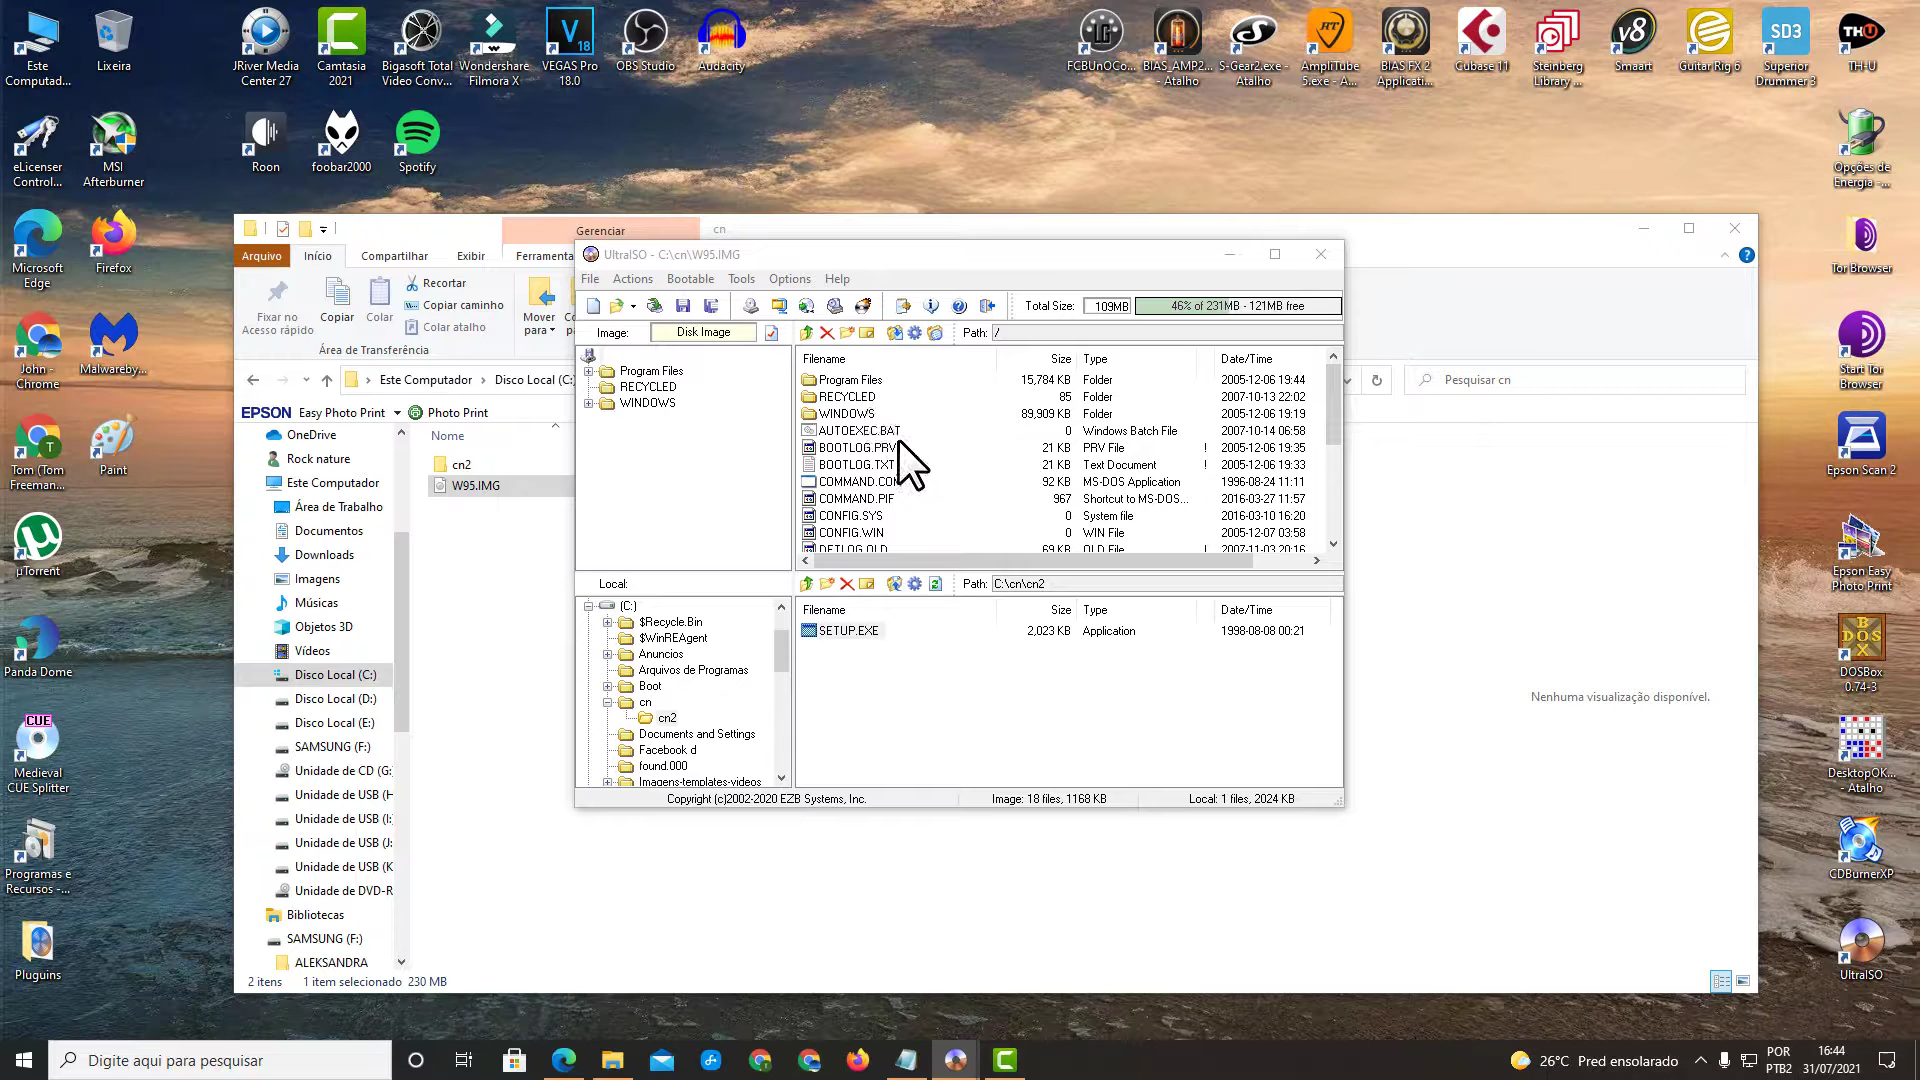 Este
Computad...
Lixeira
JRiver Media
Center 27
Camtasia
2021
Bigasoft Total
Video Conv...
Wondershare
Filmora X
VEGAS Pro
18.0
OBS Studio
Audacity
FCBUnOCo...
BIAS_AMP2...
- Atalho
S-Gear2.exe -
Atalho
AmpliTube
5.exe - A...
BIAS FX 2
Applicati...
Cubase 11
Steinberg
Library ...
Smaart
Guitar Rig 6
Superior
Drummer 3
TH-U
eLicenser
Control...
MSI
Afterburner
Roon
foobar2000
Spotify
Opções de
Energia -...
Microsoft
Edge
Firefox
Tor Browser
John -
Chrome
Malwareby...
Start Tor
Browser
Tom (Tom
Freeman...
Paint
Epson Scan 2
µTorrent
Epson Easy
Photo Print
Panda Dome
DOSBox
0.74-3
Medieval
CUE Splitter
DesktopOK...
- Atalho
Programas e
Recursos -...
CDBurnerXP
Pluguins
UltraISO
Gerenciar
cn
Arquivo
Início
Compartilhar
Exibir
Ferramenta
Fixar no
Acesso rápido
Copiar
Colar
Recortar
Copiar caminho
Colar atalho
Mover
para
Área de Transferência
Este Computador
Disco Local (C:
Pesquisar cn
EPSON Easy Photo Print
Photo Print
OneDrive
Rock nature
Este Computador
Área de Trabalho
Documentos
Downloads
Imagens
Músicas
Objetos 3D
Vídeos
Disco Local (C:)
Disco Local (D:)
Disco Local (E:)
SAMSUNG (F:)
Unidade de CD (G:
Unidade de USB (H
Unidade de USB (I:
Unidade de USB (J:
Unidade de USB (K
Unidade de DVD-R
Bibliotecas
SAMSUNG (F:)
ALEKSANDRA
Nome
cn2
W95.IMG
Nenhuma visualização disponível.
2 itens 1 item selecionado 230 MB
UltraISO - C:\cn\W95.IMG
File Actions Bootable Tools Options Help
Total Size: 109MB 46% of 231MB - 121MB free
Image: Disk Image Path: /
Program Files
RECYCLED
WINDOWS
Filename Size Type Date/Time
Program Files 15,784 KB Folder 2005-12-06 19:44
RECYCLED 85 Folder 2007-10-13 22:02
WINDOWS 89,909 KB Folder 2005-12-06 19:19
AUTOEXEC.BAT 0 Windows Batch File 2007-10-14 06:58
BOOTLOG.PRV 21 KB PRV File ! 2005-12-06 19:35
BOOTLOG.TXT 21 KB Text Document ! 2005-12-06 19:33
COMMAND.COM 92 KB MS-DOS Application 1996-08-24 11:11
COMMAND.PIF 967 Shortcut to MS-DOS... 2016-03-27 11:57
CONFIG.SYS 0 System file 2016-03-10 16:20
CONFIG.WIN 0 WIN File 2005-12-07 03:58
DETLOG.OLD 69 KB OLD File ! 2007-11-03 20:16
Local: Path: C:\cn\cn2
(C:)
$Recycle.Bin
$WinREAgent
Anuncios
Arquivos de Programas
Boot
cn
cn2
Documents and Settings
Facebook d
found.000
Imagens-templates-videos
Filename Size Type Date/Time
SETUP.EXE 2,023 KB Application 1998-08-08 00:21
Copyright (c)2002-2020 EZB Systems, Inc. Image: 18 files, 1168 KB Local: 1 files, 2024 KB
Digite aqui para pesquisar
26°C Pred ensolarado
POR
PTB2
16:44
31/07/2021